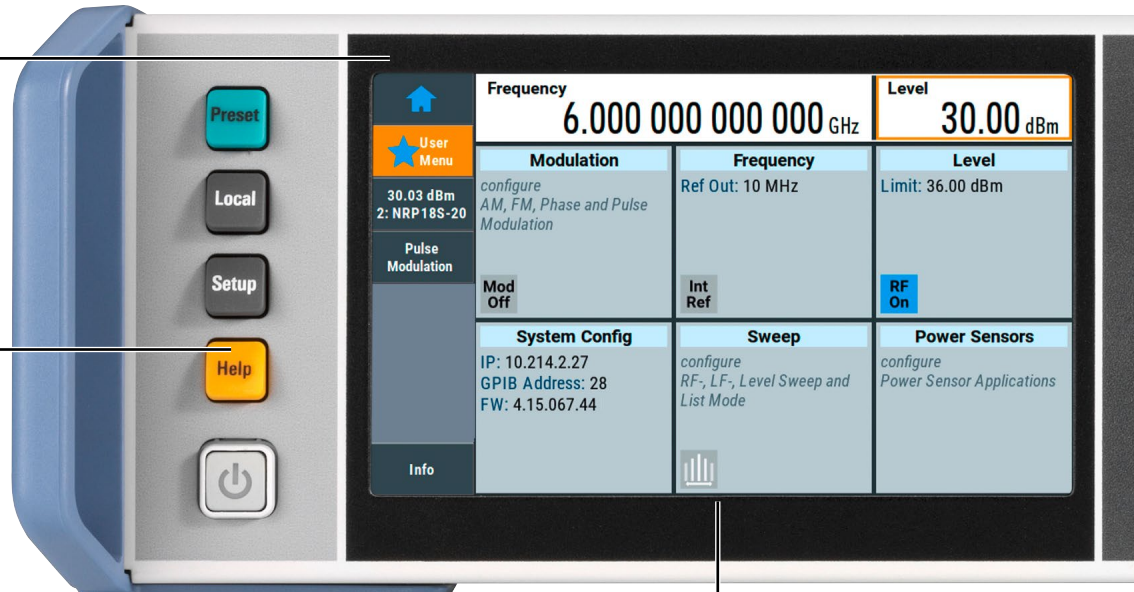 Preset
Local
Setup
Help
User
Menu
30.03 dBm
2: NRP18S-20
Pulse
Modulation
Info
Frequency
6.000 000 000 000 GHz
Level
30.00 dBm
Modulation
configure
AM, FM, Phase and Pulse
Modulation
Mod
Off
Frequency
Ref Out: 10 MHz
Int
Ref
Level
Limit: 36.00 dBm
RF
On
System Config
IP: 10.214.2.27
GPIB Address: 28
FW: 4.15.067.44
Sweep
configure
RF-, LF-, Level Sweep and
List Mode
Power Sensors
configure
Power Sensor Applications